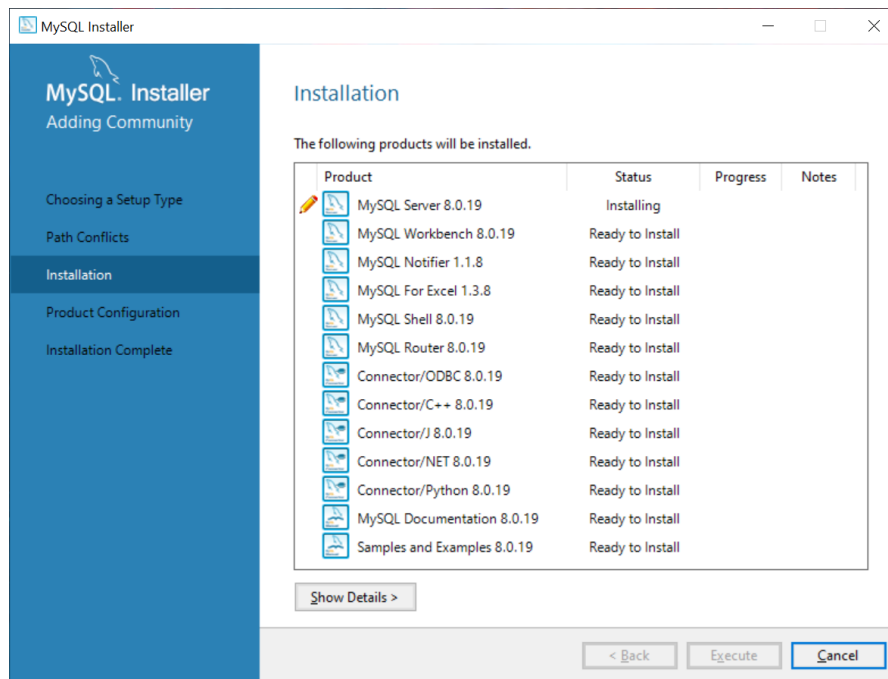 MySQL Installer
MySQL. Installer
Adding Community
Choosing a Setup Type
Path Conflicts
Installation
Product Configuration
Installation Complete
Installation
The following products will be installed.
Product Status Progress Notes
MySQL Server 8.0.19 Installing
MySQL Workbench 8.0.19 Ready to Install
MySQL Notifier 1.1.8 Ready to Install
MySQL For Excel 1.3.8 Ready to Install
MySQL Shell 8.0.19 Ready to Install
MySQL Router 8.0.19 Ready to Install
Connector/ODBC 8.0.19 Ready to Install
Connector/C++ 8.0.19 Ready to Install
Connector/J 8.0.19 Ready to Install
Connector/NET 8.0.19 Ready to Install
Connector/Python 8.0.19 Ready to Install
MySQL Documentation 8.0.19 Ready to Install
Samples and Examples 8.0.19 Ready to Install
Show Details >
< Back Execute Cancel